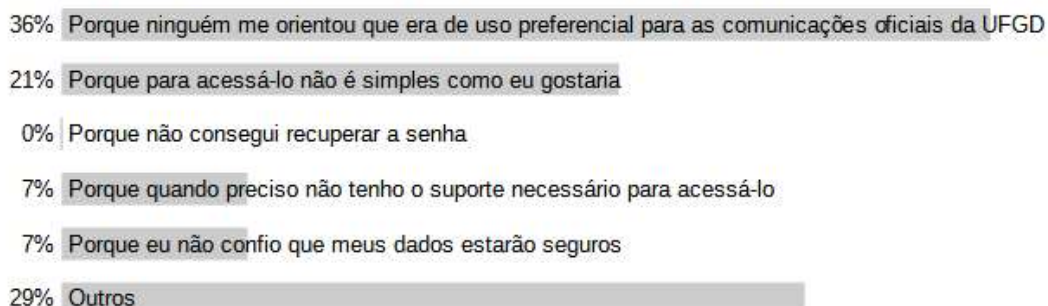 36% Porque ninguém me orientou que era de uso preferencial para as comunicações oficiais da UFGD
21% Porque para acessá-lo não é simples como eu gostaria
0% Porque não consegui recuperar a senha
7% Porque quando preciso não tenho o suporte necessário para acessá-lo
7% Porque eu não confio que meus dados estarão seguros
29% Outros